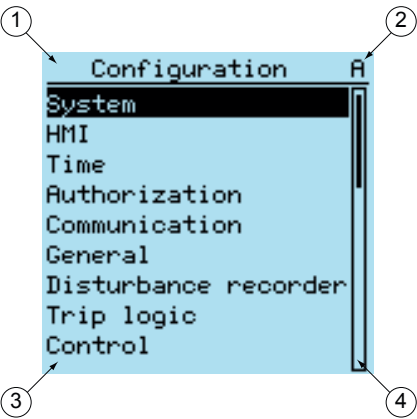 1 2
Configuration A
System
HMI
Time
Authorization
Communication
General
Disturbance recorder
Trip logic
Control
3 4